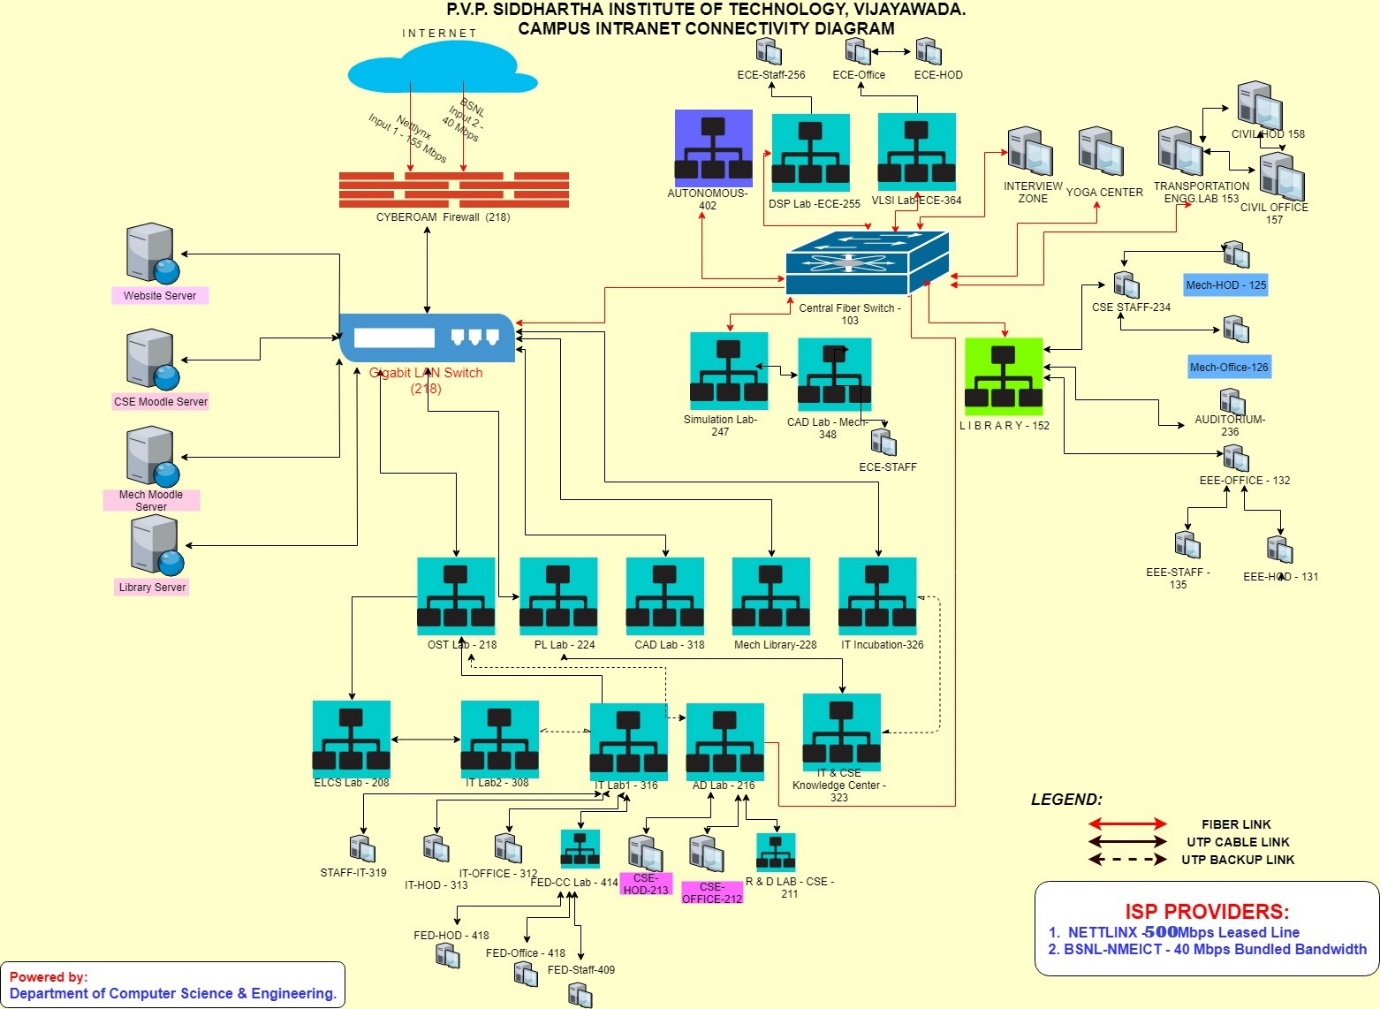 P.V.P. SIDDHARTHA INSTITUTE OF TECHNOLOGY, VIJAYAWADA.
CAMPUS INTRANET CONNECTIVITY DIAGRAM
INTERNET
Nettlynx
Input 1 - 155 Mbps
BSNL
Input 2 -
40 Mbps
CYBEROAM Firewall (218)
Website Server
CSE Moodle Server
Mech Moodle
Server
Library Server
Gigabit LAN Switch
(218)
ECE-Staff-256
ECE-Office
ECE-HOD
AUTONOMOUS-
402
DSP Lab -ECE-255
VLSI Lab-ECE-364
INTERVIEW
ZONE
YOGA CENTER
TRANSPORTATION
ENGG.LAB 153
CIVIL HOD 158
CIVIL OFFICE
157
Central Fiber Switch -
103
Mech-HOD - 125
CSE STAFF-234
Mech-Office-126
Simulation Lab-
247
CAD Lab - Mech-
348
ECE-STAFF
LIBRARY - 152
AUDITORIUM-
236
EEE-OFFICE - 132
EEE-STAFF -
135
EEE-HOD - 131
OST Lab - 218
PL Lab - 224
CAD Lab - 318
Mech Library-228
IT Incubation-326
ELCS Lab - 208
IT Lab2 - 308
IT Lab1 - 316
AD Lab - 216
IT & CSE
Knowledge Center -
323
STAFF-IT-319
IT-HOD - 313
IT-OFFICE - 312
FED-CC Lab - 414
CSE-
HOD-213
CSE-
OFFICE-212
R & D LAB - CSE -
211
FED-HOD - 418
FED-Office - 418
FED-Staff-409
LEGEND:
FIBER LINK
UTP CABLE LINK
UTP BACKUP LINK
ISP PROVIDERS:
1. NETTLINX -500Mbps Leased Line
2. BSNL-NMEICT - 40 Mbps Bundled Bandwidth
Powered by:
Department of Computer Science & Engineering.